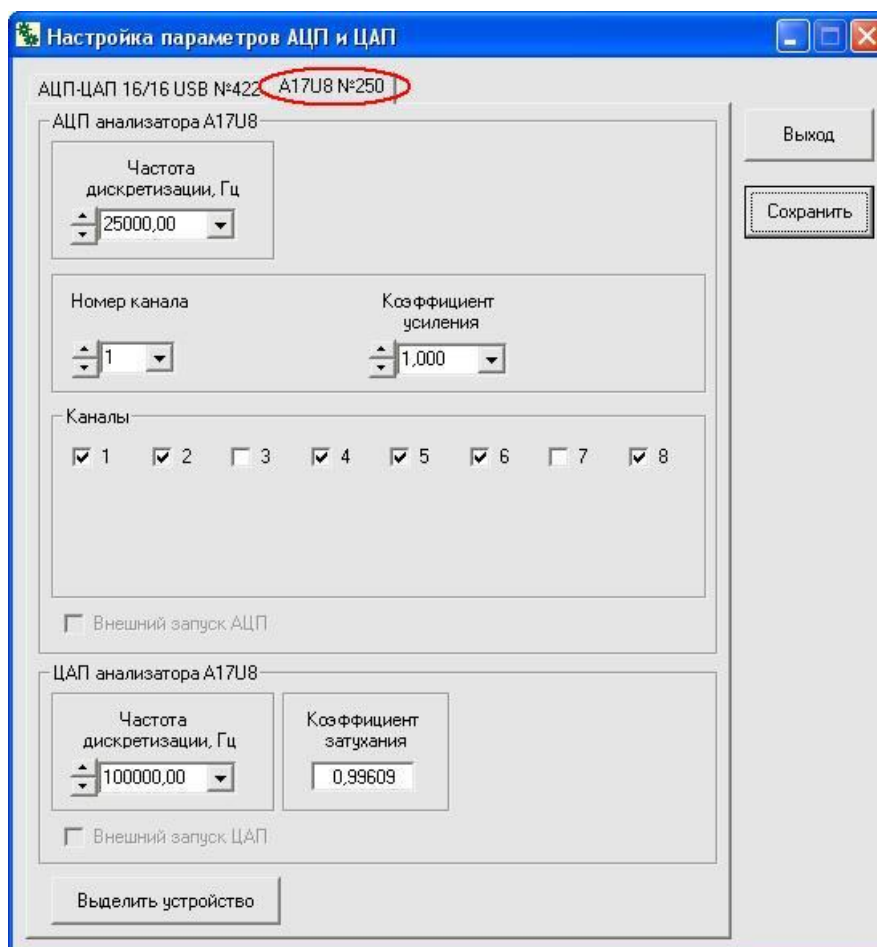 Настройка параметров АЦП и ЦАП
АЦП-ЦАП 16/16 USB №422
A17U8 №250
АЦП анализатора A17U8
Частота
дискретизации, Гц
25000,00
Номер канала
1
Коэффициент
усиления
1,000
Каналы
1 2 3 4 5 6 7 8
Внешний запуск АЦП
ЦАП анализатора A17U8
Частота
дискретизации, Гц
100000,00
Коэффициент
затухания
0,99609
Внешний запуск ЦАП
Выделить устройство
Выход
Сохранить